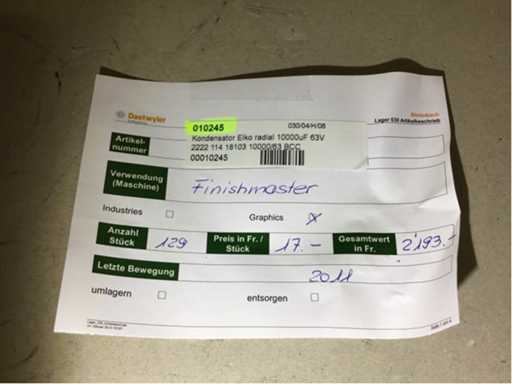 Daetwyler
Lager 530 Artikelbeschrieb
010245
030/04/H/08
Kondensator Elko radial 10000uF 63V
2222 114 18103 10000/63 BCC
00010245
Artikel-
nummer
Verwendung
(Maschine)
Finishmaster
Industries ☐ Graphics ☒
Anzahl
Stück
129
Preis in Fr. /
Stück
17.-
Gesamtwert
in Fr.
2'193.-
Letzte Bewegung
2011
umlagern ☐ entsorgen ☐